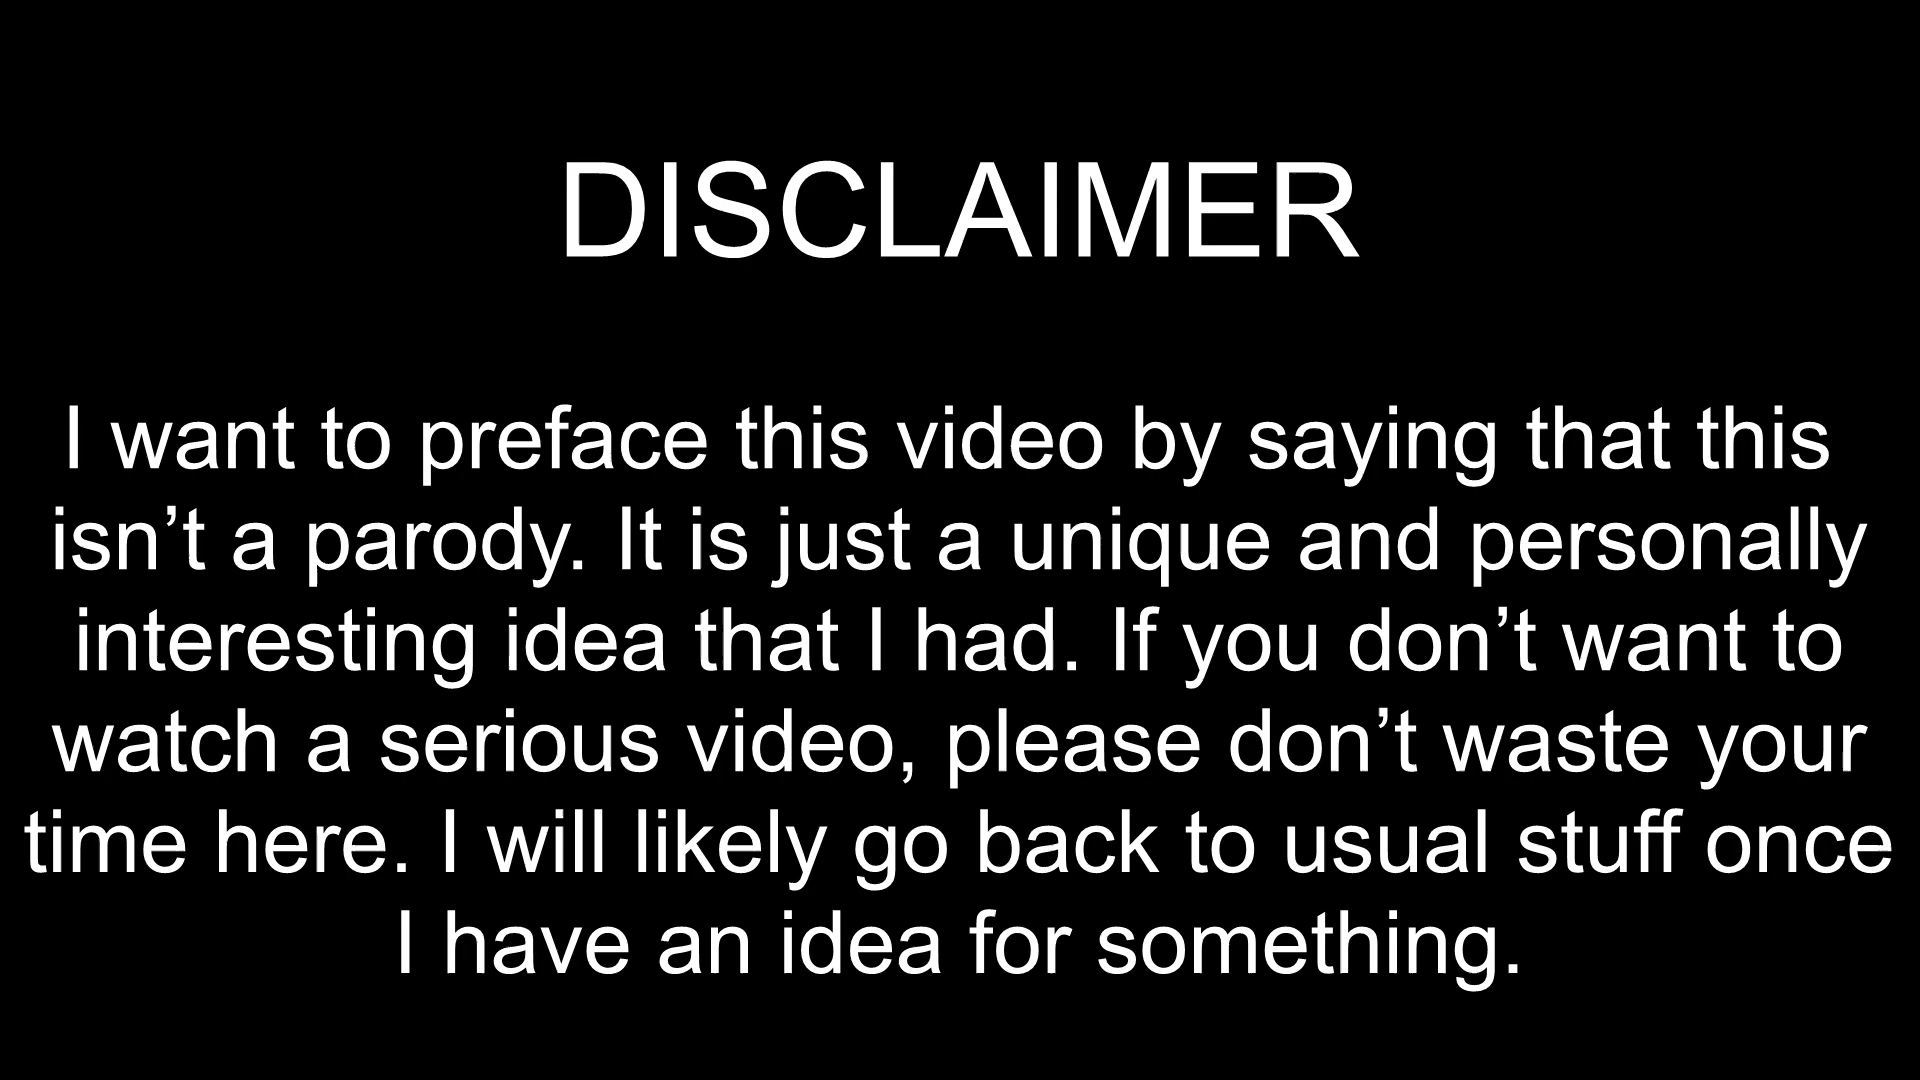 DISCLAIMER
I want to preface this video by saying that this
isn’t a parody. It is just a unique and personally
interesting idea that I had. If you don’t want to
watch a serious video, please don’t waste your
time here. I will likely go back to usual stuff once
I have an idea for something.